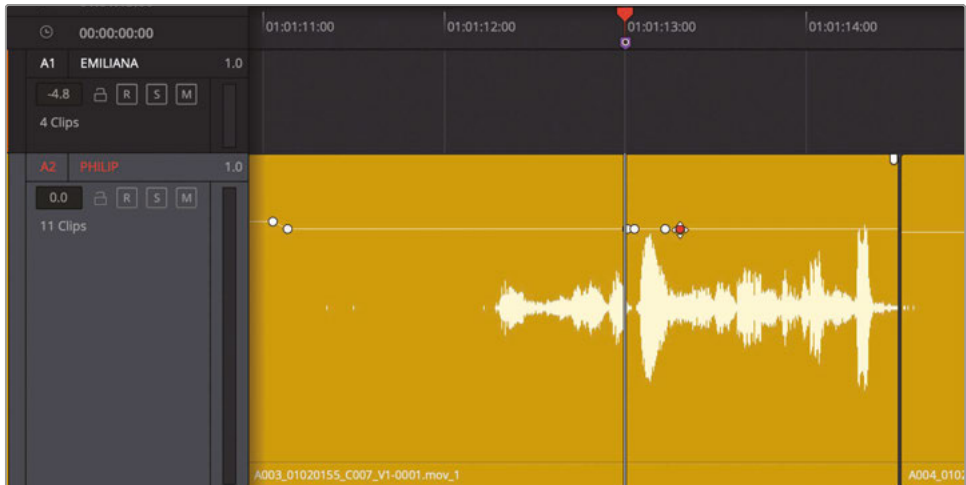 01:01:11:00 01:01:12:00 01:01:13:00 01:01:14:00
00:00:00:00
A1 EMILIANA 1.0
-4.8 R S M
4 Clips
A2 PHILIP 1.0
0.0 R S M
11 Clips
A003_01020155_C007_V1-0001.mov_1 A004_0102